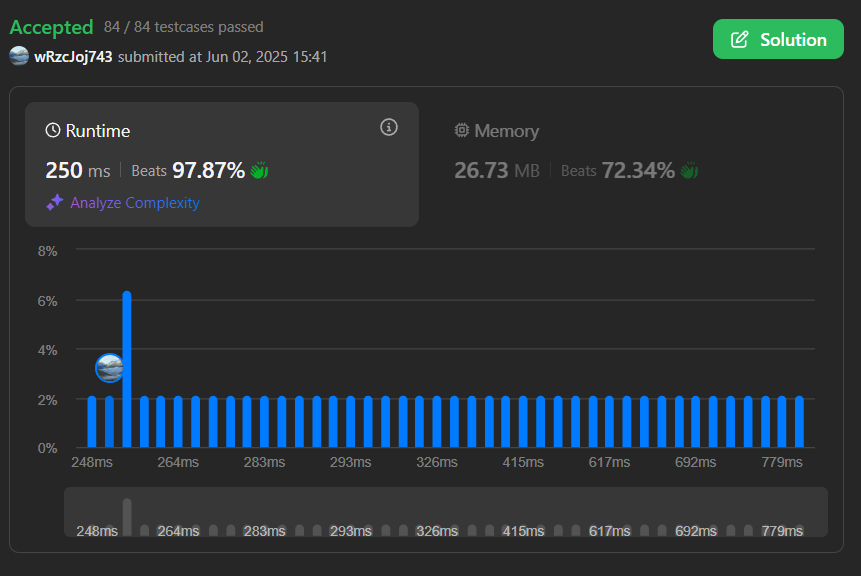 Accepted 84 / 84 testcases passed
Solution
wRzcJoj743 submitted at Jun 02, 2025 15:41
Runtime
250 ms | Beats 97.87%
Analyze Complexity
Memory
26.73 MB | Beats 72.34%
8%
6%
4%
2%
0%
248ms 264ms 283ms 293ms 326ms 415ms 617ms 692ms 779ms
248ms 264ms 283ms 293ms 326ms 415ms 617ms 692ms 779ms